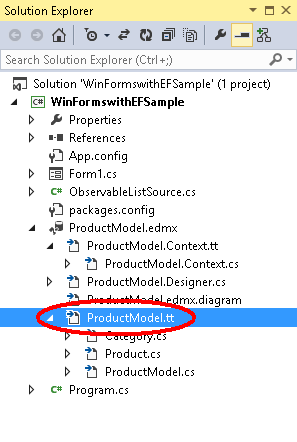 Solution Explorer
Search Solution Explorer (Ctrl+;)
Solution 'WinFormswithEFSample' (1 project)
C# WinFormswithEFSample
Properties
References
App.config
Form1.cs
C# ObservableListSource.cs
packages.config
ProductModel.edmx
ProductModel.Context.tt
ProductModel.Context.cs
ProductModel.Designer.cs
ProductModel.edmx.diagram
ProductModel.tt
Category.cs
Product.cs
ProductModel.cs
C# Program.cs